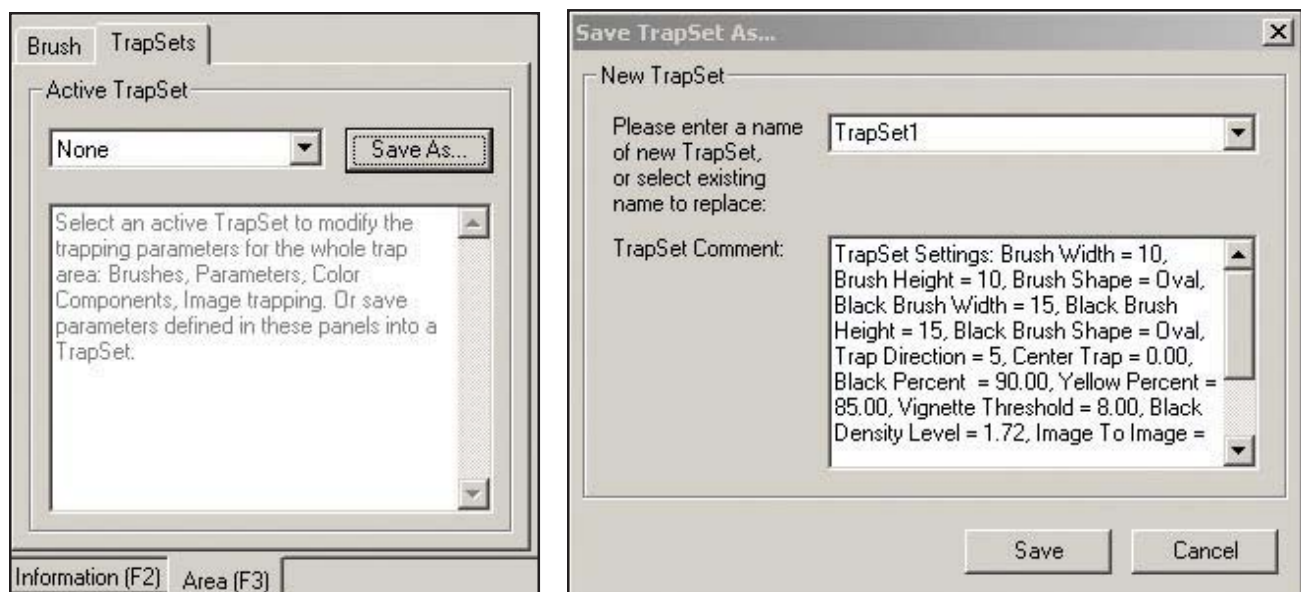 Brush TrapSets
Active TrapSet
None Save As...
Select an active TrapSet to modify the
trapping parameters for the whole trap
area: Brushes, Parameters, Color
Components, Image trapping. Or save
parameters defined in these panels into a
TrapSet.
Information (F2) Area (F3)
Save TrapSet As...
New TrapSet
Please enter a name
of new TrapSet,
or select existing
name to replace:
TrapSet1
TrapSet Comment:
TrapSet Settings: Brush Width = 10,
Brush Height = 10, Brush Shape = Oval,
Black Brush Width = 15, Black Brush
Height = 15, Black Brush Shape = Oval,
Trap Direction = 5, Center Trap = 0.00,
Black Percent = 90.00, Yellow Percent =
85.00, Vignette Threshold = 8.00, Black
Density Level = 1.72, Image To Image =
Save Cancel